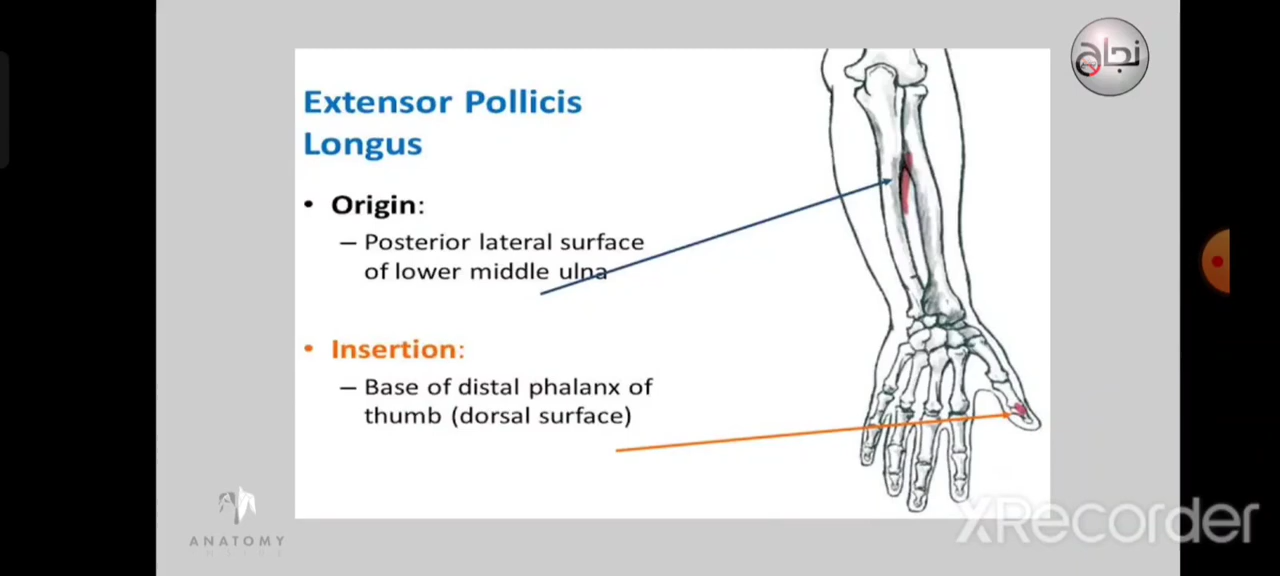 نجاح
Extensor Pollicis
Longus
• Origin:
– Posterior lateral surface
of lower middle ulna
• Insertion:
– Base of distal phalanx of
thumb (dorsal surface)
ANATOMY
XRecorder